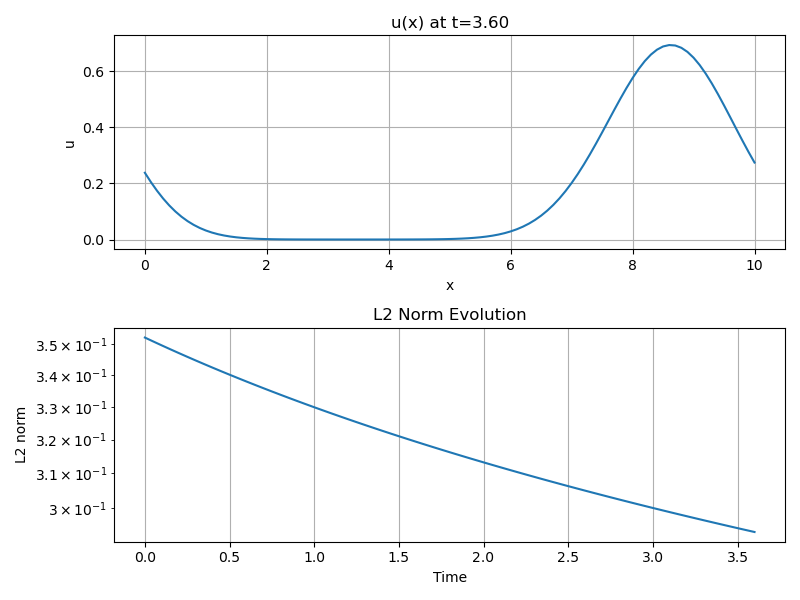 u(x) at t=3.60
u
0.6
0.4
0.2
0.0
0 2 4 6 8 10
x
L2 Norm Evolution
L2 norm
3.5 × 10⁻¹
3.4 × 10⁻¹
3.3 × 10⁻¹
3.2 × 10⁻¹
3.1 × 10⁻¹
3 × 10⁻¹
0.0 0.5 1.0 1.5 2.0 2.5 3.0 3.5
Time